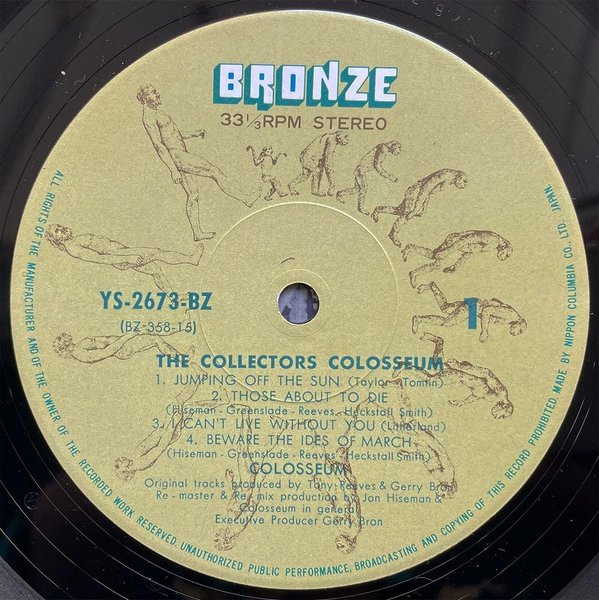 BRONZE
33⅓RPM STEREO
YS-2673-BZ
(BZ-358-15)
1
THE COLLECTORS COLOSSEUM
1. JUMPING OFF THE SUN (Taylor - Tomlin)
2. THOSE ABOUT TO DIE
(Hiseman - Greenslade - Reeves, Heckstall Smith)
3. I CAN'T LIVE WITHOUT YOU (Litherland)
4. BEWARE THE IDES OF MARCH
(Hiseman - Greenslade - Reeves - Heckstall Smith)
COLOSSEUM
Original tracks produced by Tony Reeves & Gerry Bron
Re - master & Re - mix production by Jon Hiseman &
Colosseum in general
Executive Producer Gerry Bron
ALL RIGHTS OF THE MANUFACTURER AND OF THE OWNER OF THE RECORDED WORK RESERVED. UNAUTHORIZED PUBLIC PERFORMANCE, BROADCASTING AND COPYING OF THIS RECORD PROHIBITED. MADE BY NIPPON COLUMBIA CO., LTD. JAPAN.